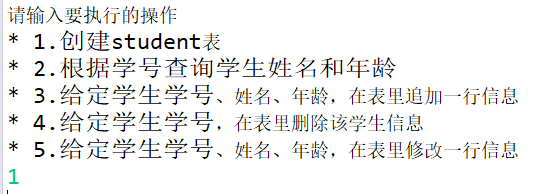 请输入要执行的操作
* 1.创建student表
* 2.根据学号查询学生姓名和年龄
* 3.给定学生学号、姓名、年龄，在表里追加一行信息
* 4.给定学生学号，在表里删除该学生信息
* 5.给定学生学号、姓名、年龄，在表里修改一行信息
1